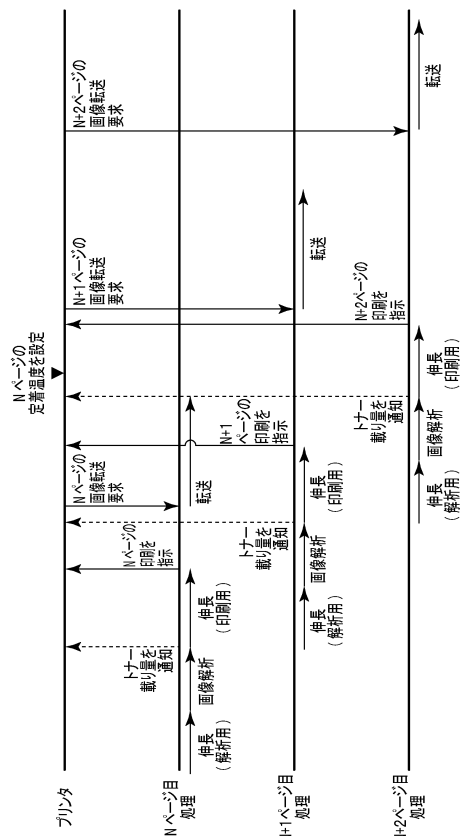 プリンタ
Nページ目
処理
I+1ページ目
処理
I+2ページ目
処理
伸長
(解析用)
画像解析
トナー
載り量を
通知
伸長
(印刷用)
Nページの
印刷を
指示
Nページの
画像転送
要求
転送
Nページの
定着温度を設定
伸長
(解析用)
画像解析
トナー
載り量を
通知
伸長
(印刷用)
N+1
ページの
印刷を
指示
N+1ページの
画像転送
要求
転送
伸長
(解析用)
画像解析
トナー
載り量を
通知
伸長
(印刷用)
N+2ページの
印刷を
指示
N+2ページの
画像転送
要求
転送